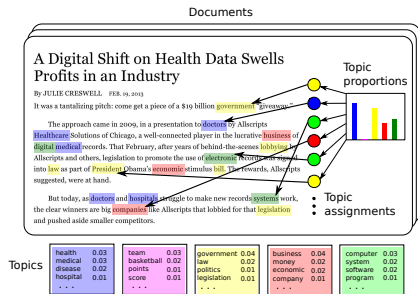 Documents
A Digital Shift on Health Data Swells
Profits in an Industry
By JULIE CRESWELL FEB. 19, 2013
It was a tantalizing pitch: come get a piece of a $19 billion government "giveaway."
The approach came in 2009, in a presentation to doctors by Allscripts
Healthcare Solutions of Chicago, a well-connected player in the lucrative business of
digital medical records. That February, after years of behind-the-scenes lobbying by
Allscripts and others, legislation to promote the use of electronic records was signed
into law as part of President Obama's economic stimulus bill. The rewards, Allscripts
suggested, were at hand.
But today, as doctors and hospitals struggle to make new records systems work,
the clear winners are big companies like Allscripts that lobbied for that legislation
and pushed aside smaller competitors.
Topic
proportions
Topic
assignments
Topics
health 0.03
medical 0.03
disease 0.02
hospital 0.01
. . .
team 0.03
basketball 0.02
points 0.01
score 0.01
. . .
government 0.04
law 0.02
politics 0.01
legislation 0.01
. . .
business 0.04
money 0.02
economic 0.02
company 0.01
. . .
computer 0.03
system 0.02
software 0.02
program 0.01
. . .